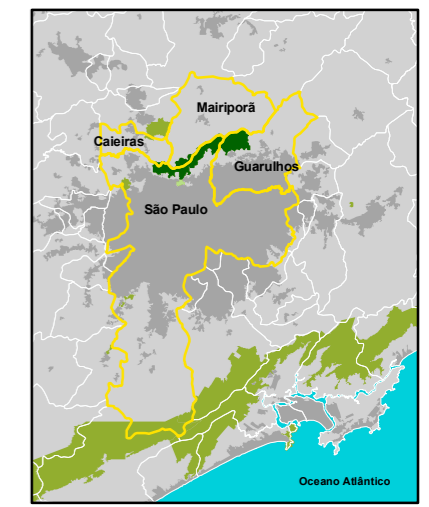 Mairiporã
Caieiras
Guarulhos
São Paulo
Oceano Atlântico